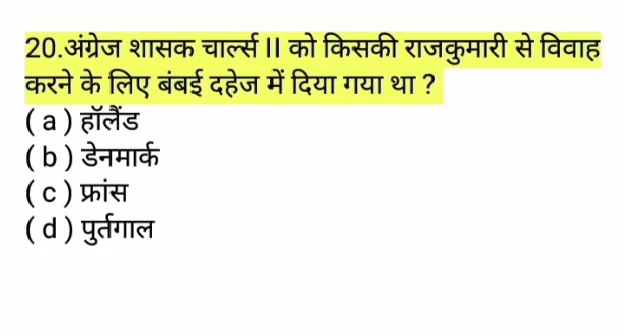 20.अंग्रेज शासक चार्ल्स II को किसकी राजकुमारी से विवाह
करने के लिए बंबई दहेज में दिया गया था ?
( a ) हॉलैंड
( b ) डेनमार्क
( c ) फ्रांस
( d ) पुर्तगाल